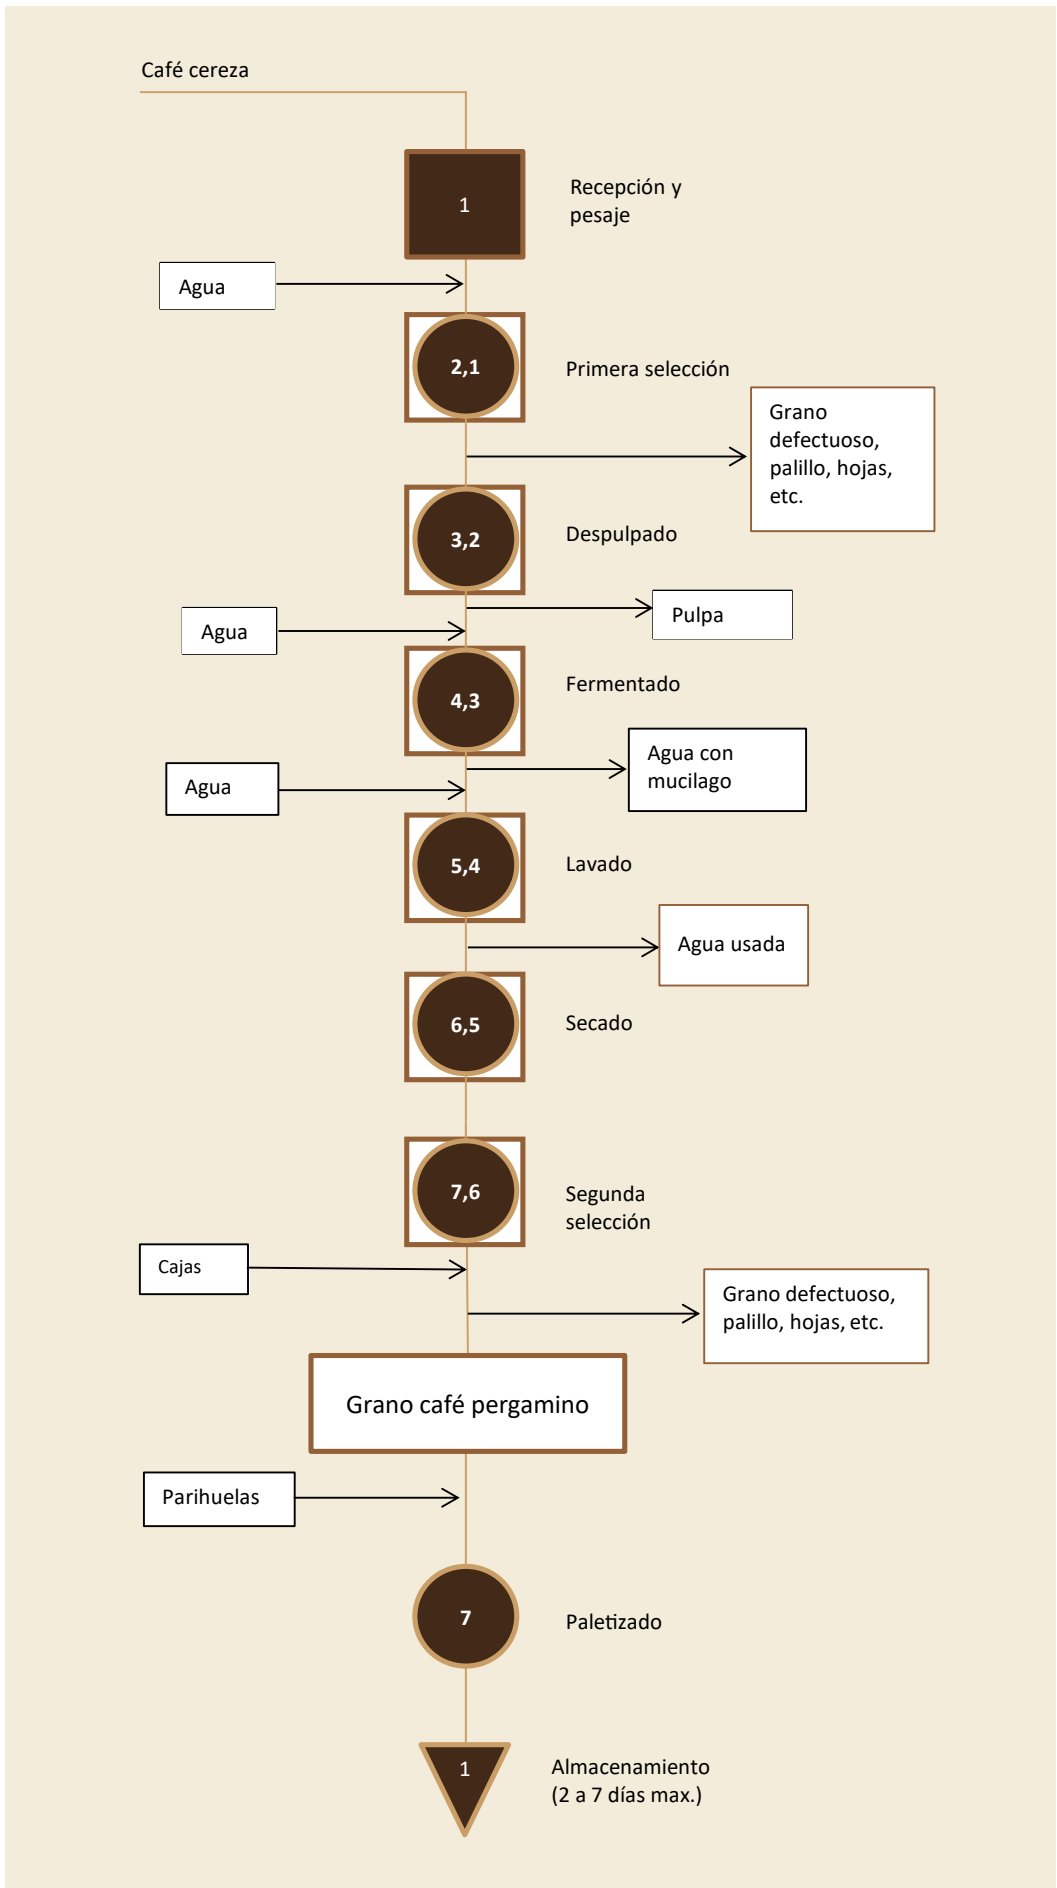 Café cereza
1
Recepción y
pesaje
Agua
2,1
Primera selección
Grano
defectuoso,
palillo, hojas,
etc.
3,2
Despulpado
Pulpa
Agua
4,3
Fermentado
Agua con
mucilago
Agua
5,4
Lavado
Agua usada
6,5
Secado
7,6
Segunda
selección
Cajas
Grano defectuoso,
palillo, hojas, etc.
Grano café pergamino
Parihuelas
7
Paletizado
1
Almacenamiento
(2 a 7 días max.)